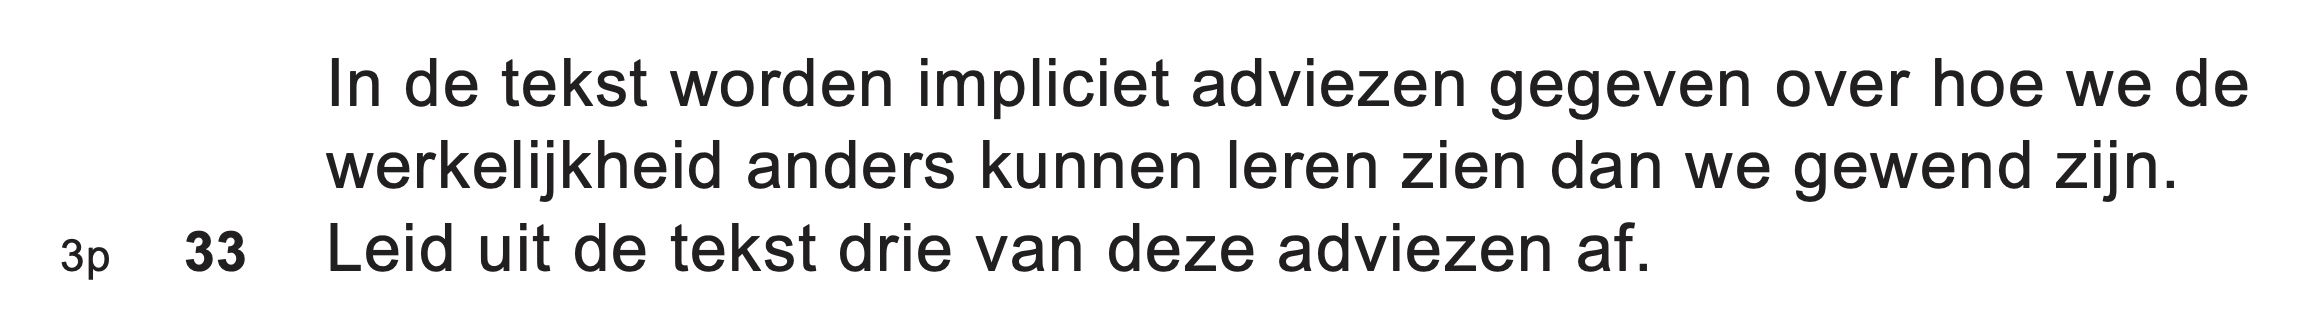 In de tekst worden impliciet adviezen gegeven over hoe we de
werkelijkheid anders kunnen leren zien dan we gewend zijn.
3p 33 Leid uit de tekst drie van deze adviezen af.